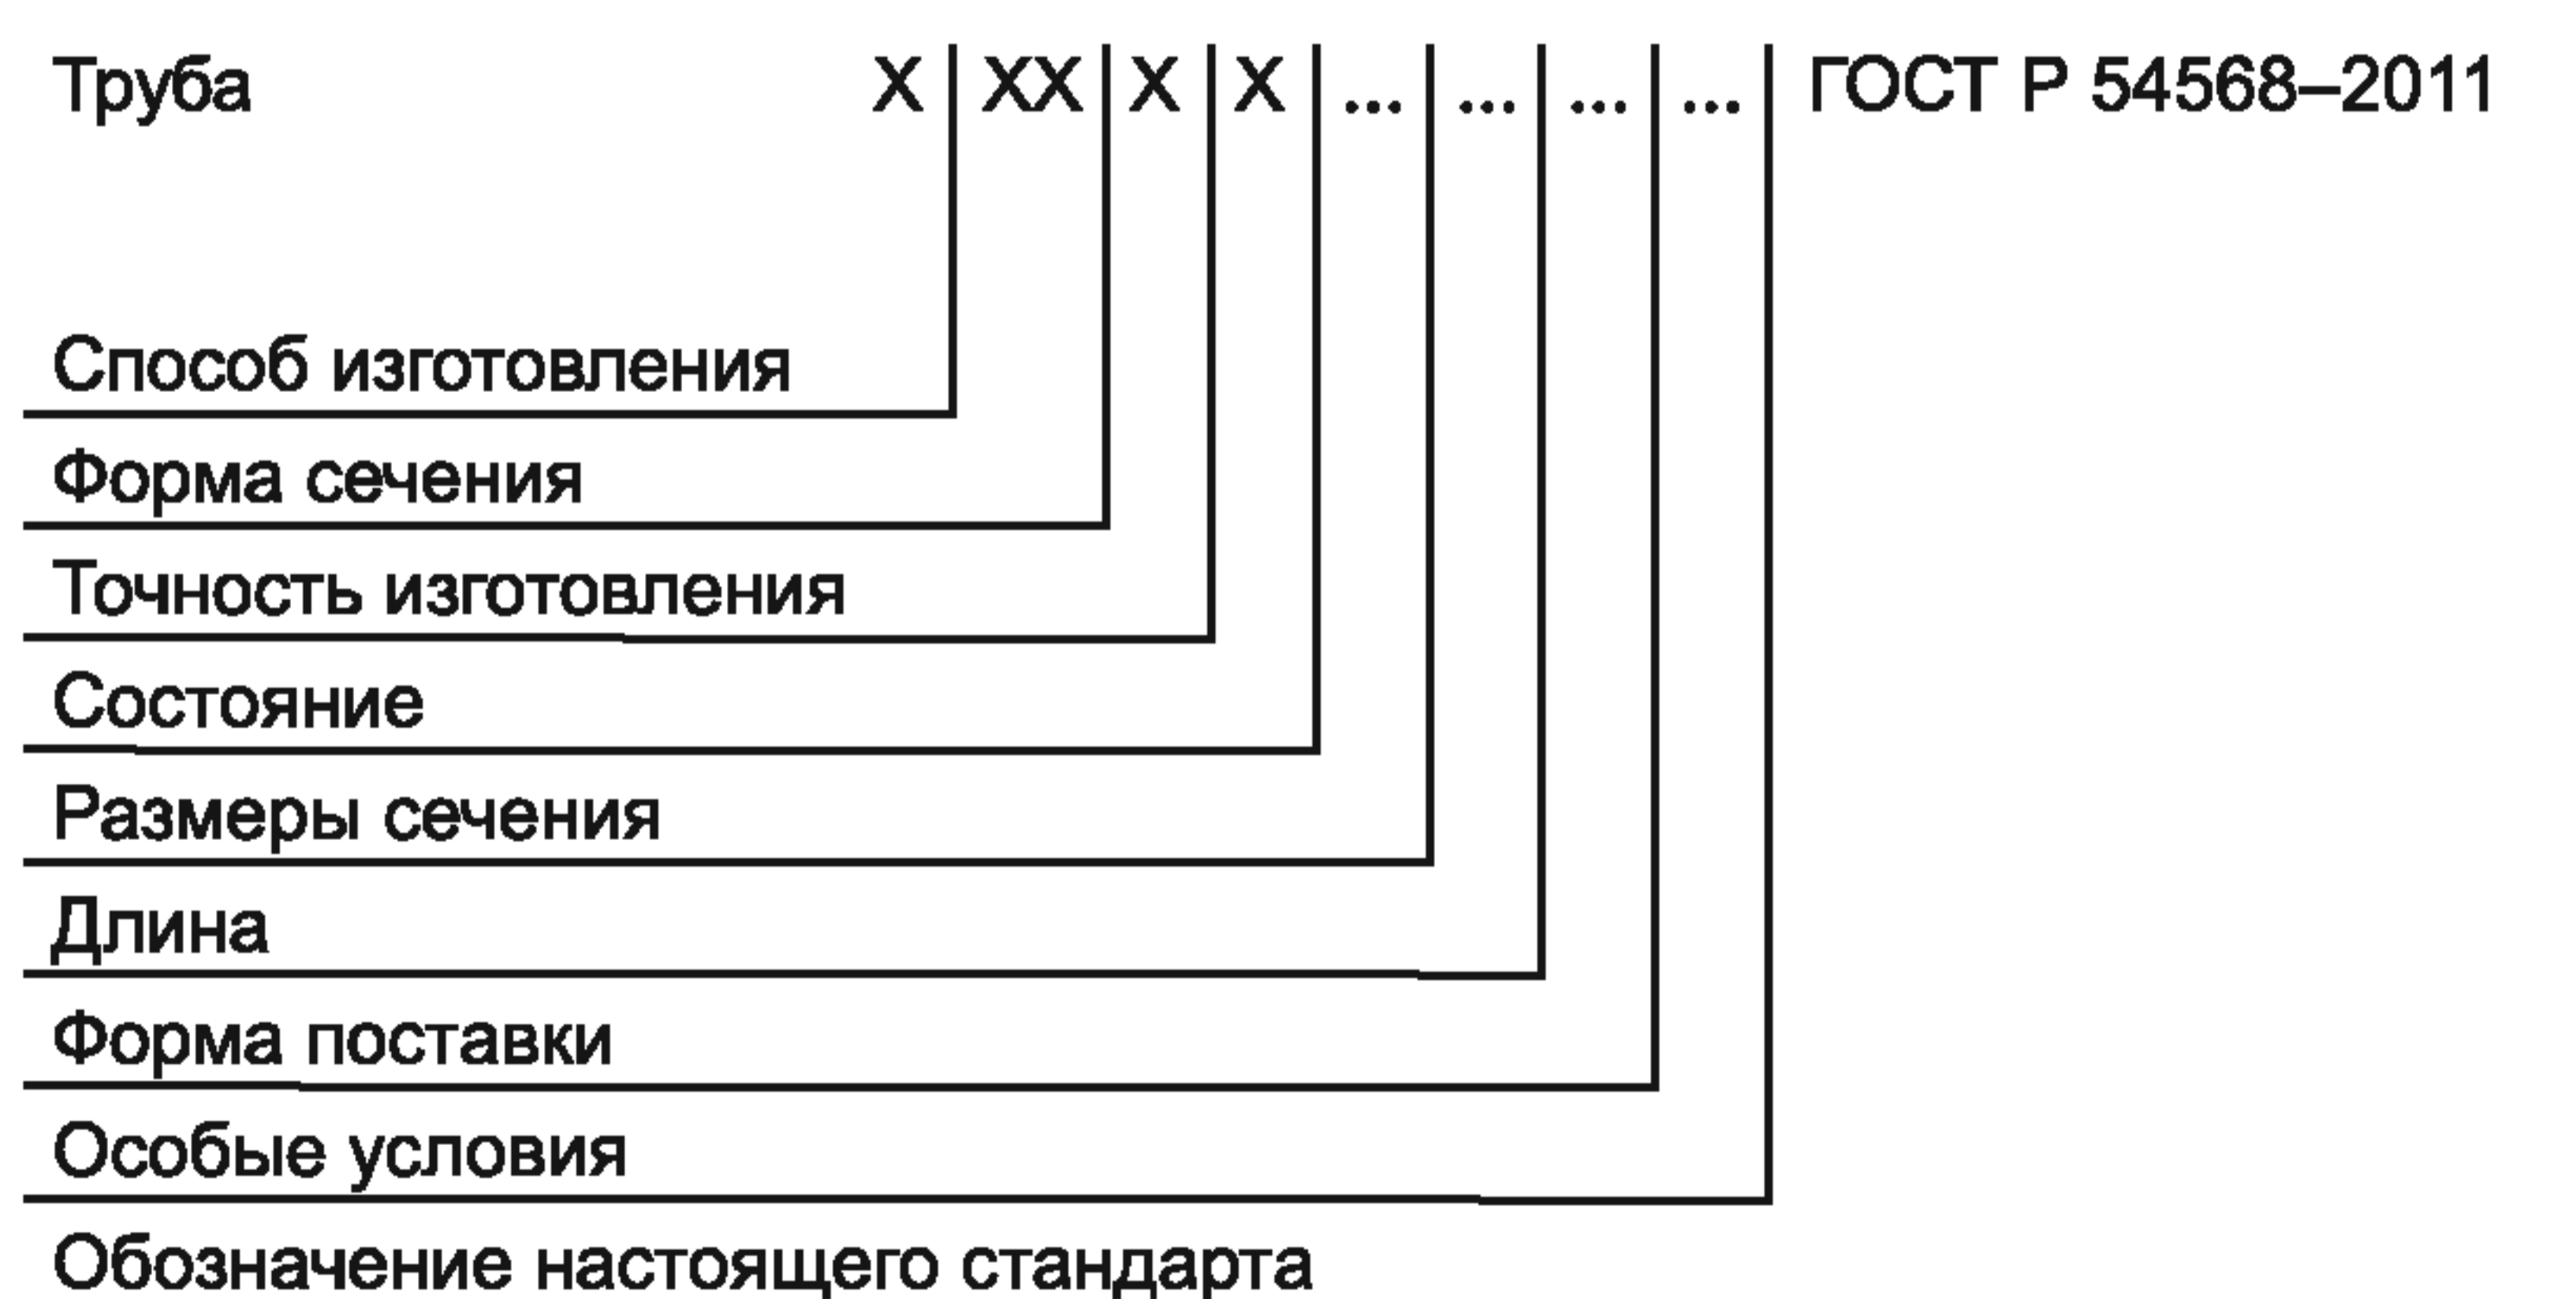 Труба X XX X X ... ... ... ... ГОСТ Р 54568–2011
Способ изготовления
Форма сечения
Точность изготовления
Состояние
Размеры сечения
Длина
Форма поставки
Особые условия
Обозначение настоящего стандарта